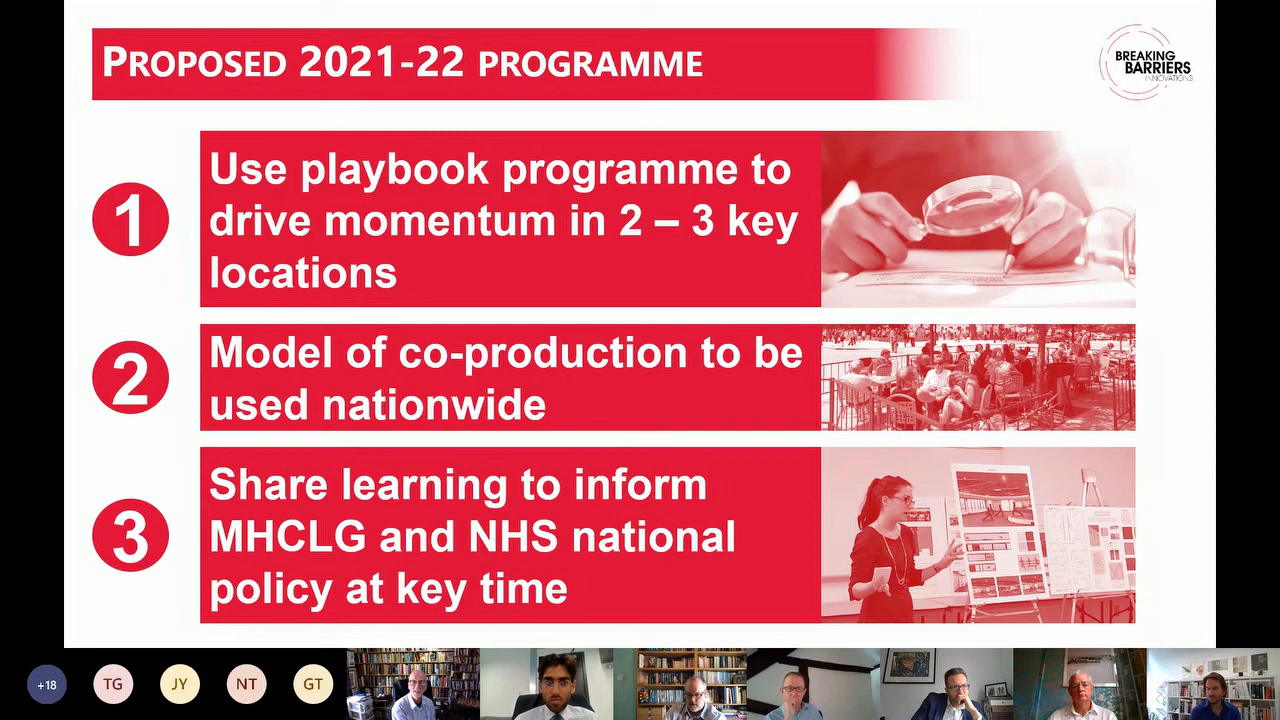 PROPOSED 2021-22 PROGRAMME
BREAKING
BARRIERS
INNOVATIONS
1
Use playbook programme to
drive momentum in 2 – 3 key
locations
2
Model of co-production to be
used nationwide
3
Share learning to inform
MHCLG and NHS national
policy at key time
+18
TG
JY
NT
GT